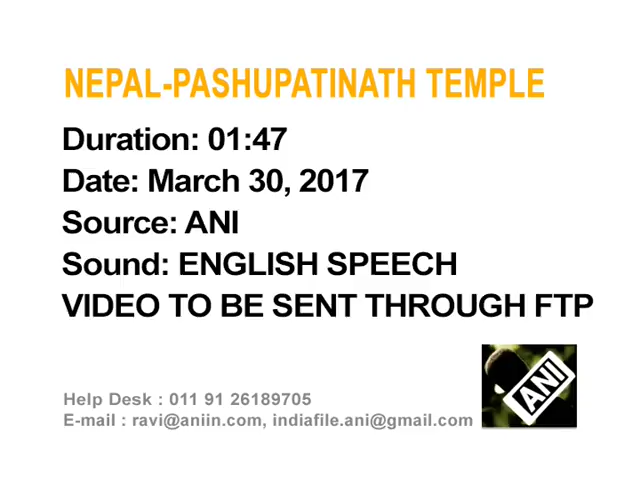 NEPAL-PASHUPATINATH TEMPLE
Duration: 01:47
Date: March 30, 2017
Source: ANI
Sound: ENGLISH SPEECH
VIDEO TO BE SENT THROUGH FTP
ANI
Help Desk : 011 91 26189705
E-mail : ravi@aniin.com, indiafile.ani@gmail.com